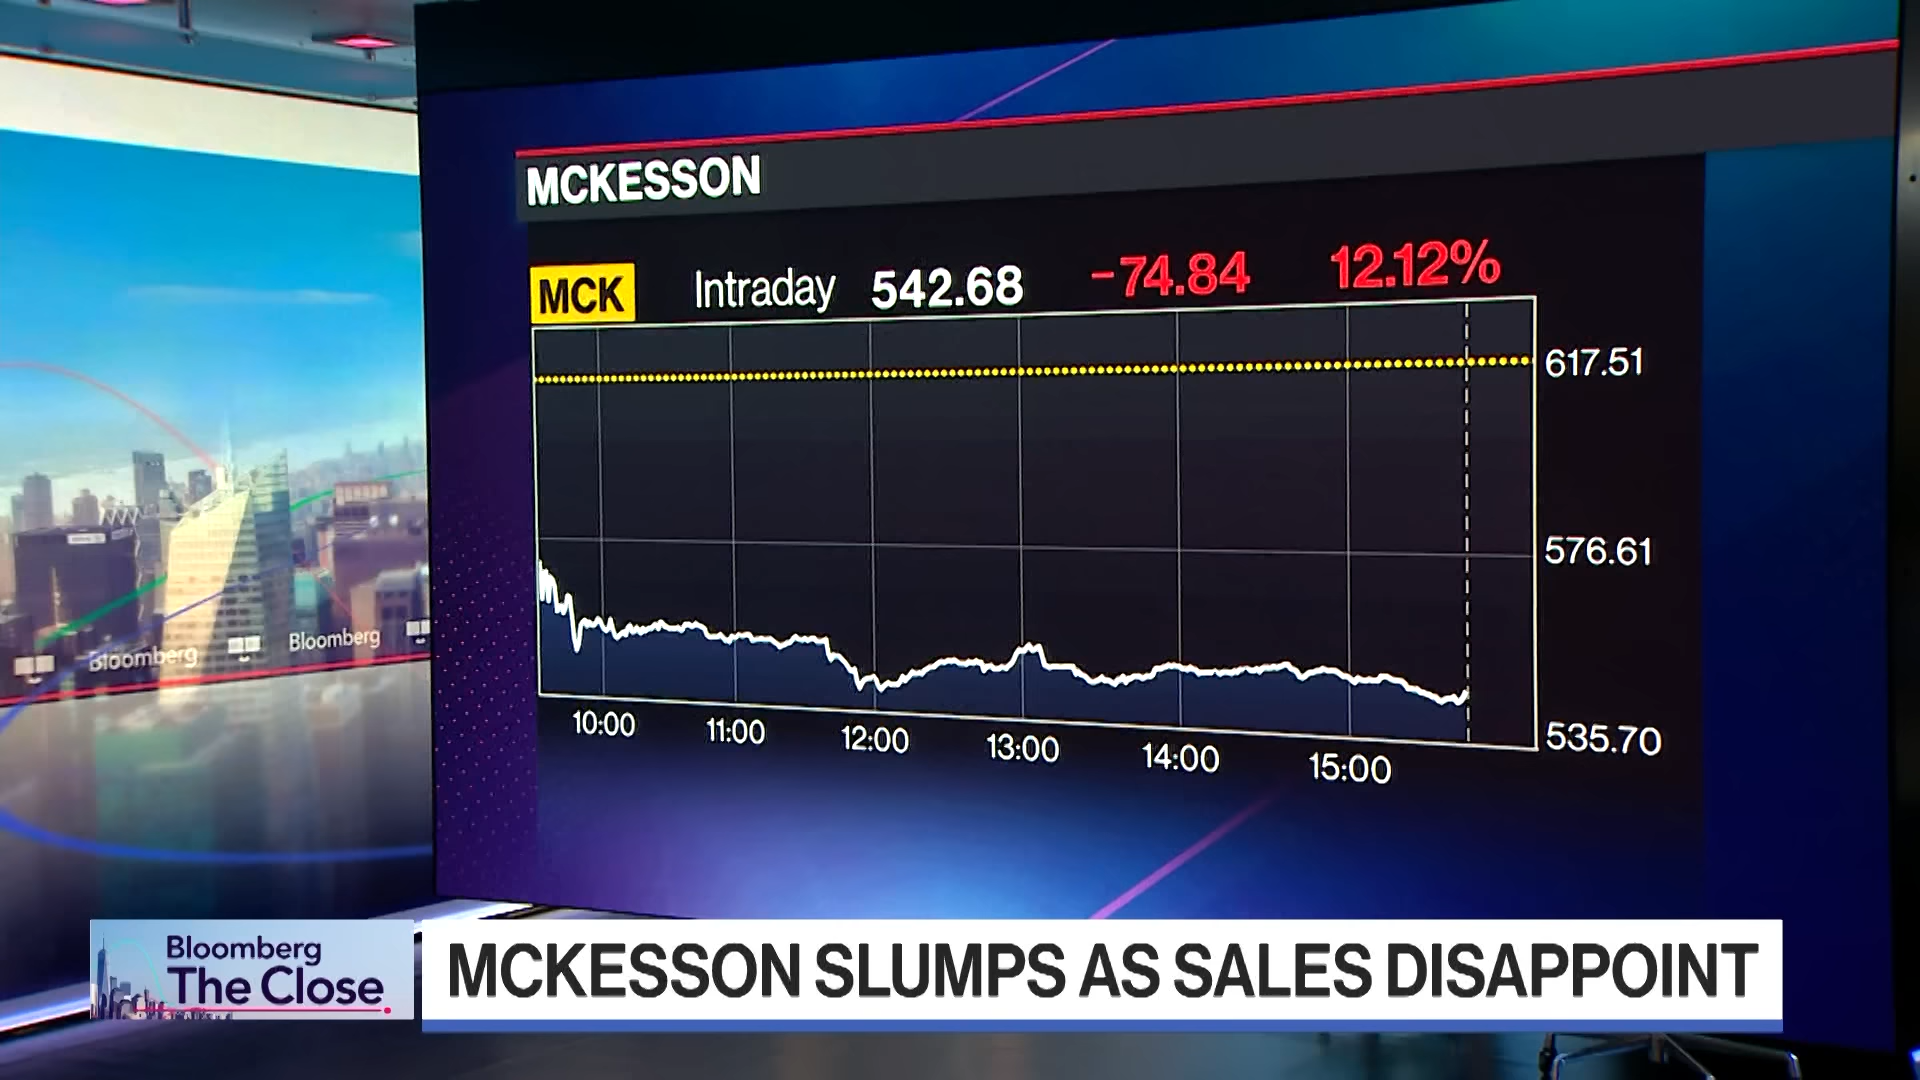 MCKESSON
MCK Intraday 542.68 -74.84 12.12%
617.51
576.61
535.70
10:00 11:00 12:00 13:00 14:00 15:00
Bloomberg Bloomberg
Bloomberg
The Close
MCKESSON SLUMPS AS SALES DISAPPOINT